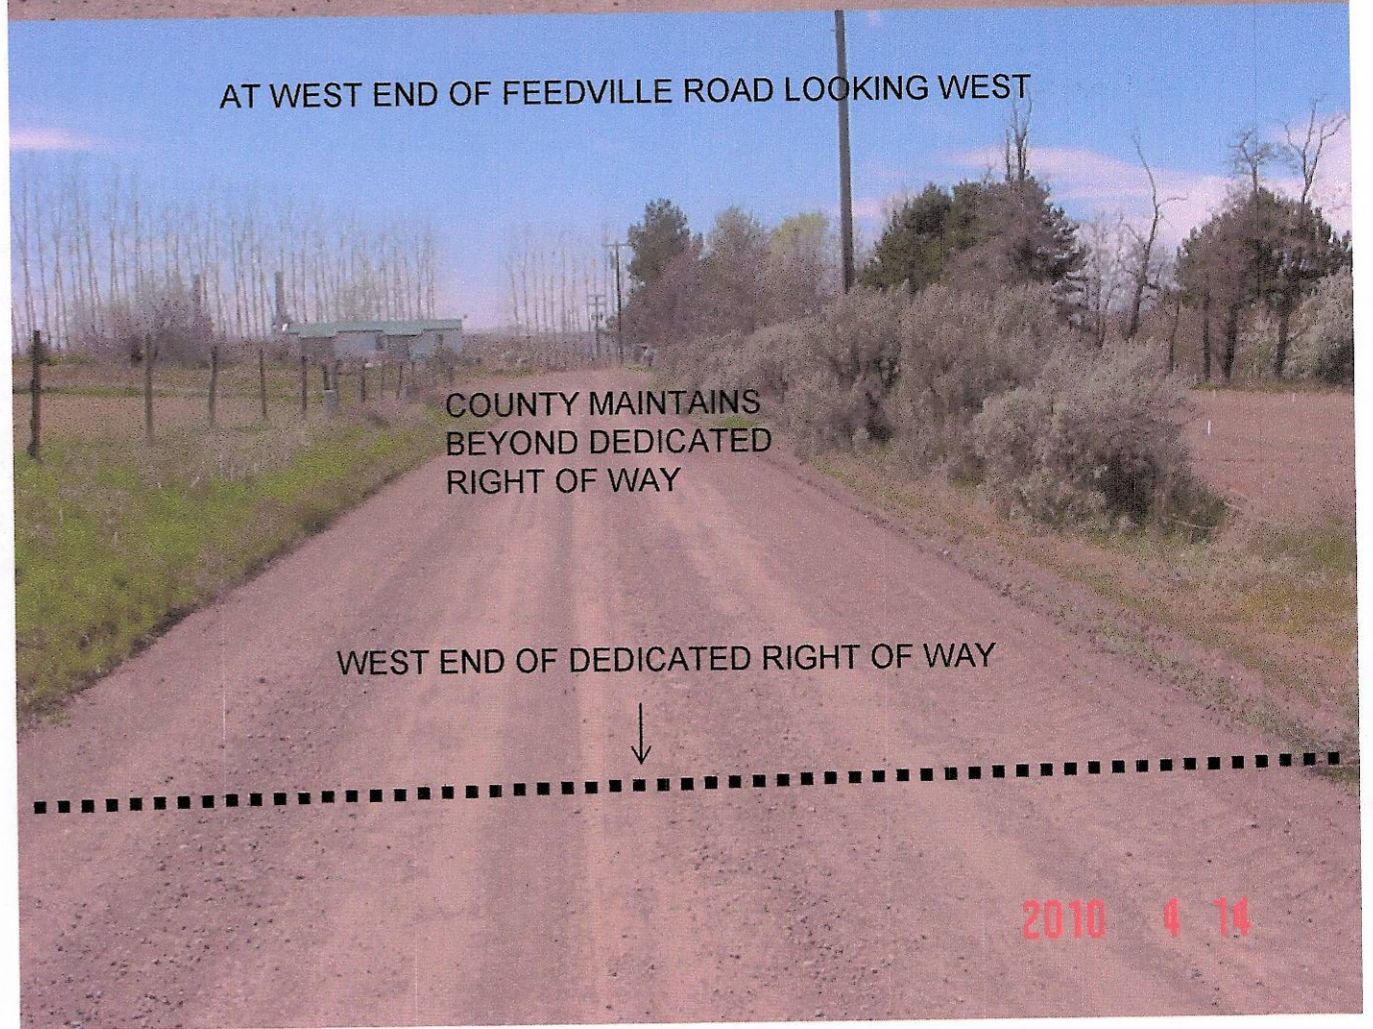 AT WEST END OF FEEDVILLE ROAD LOOKING WEST
COUNTY MAINTAINS
BEYOND DEDICATED
RIGHT OF WAY
WEST END OF DEDICATED RIGHT OF WAY
2010 4 14